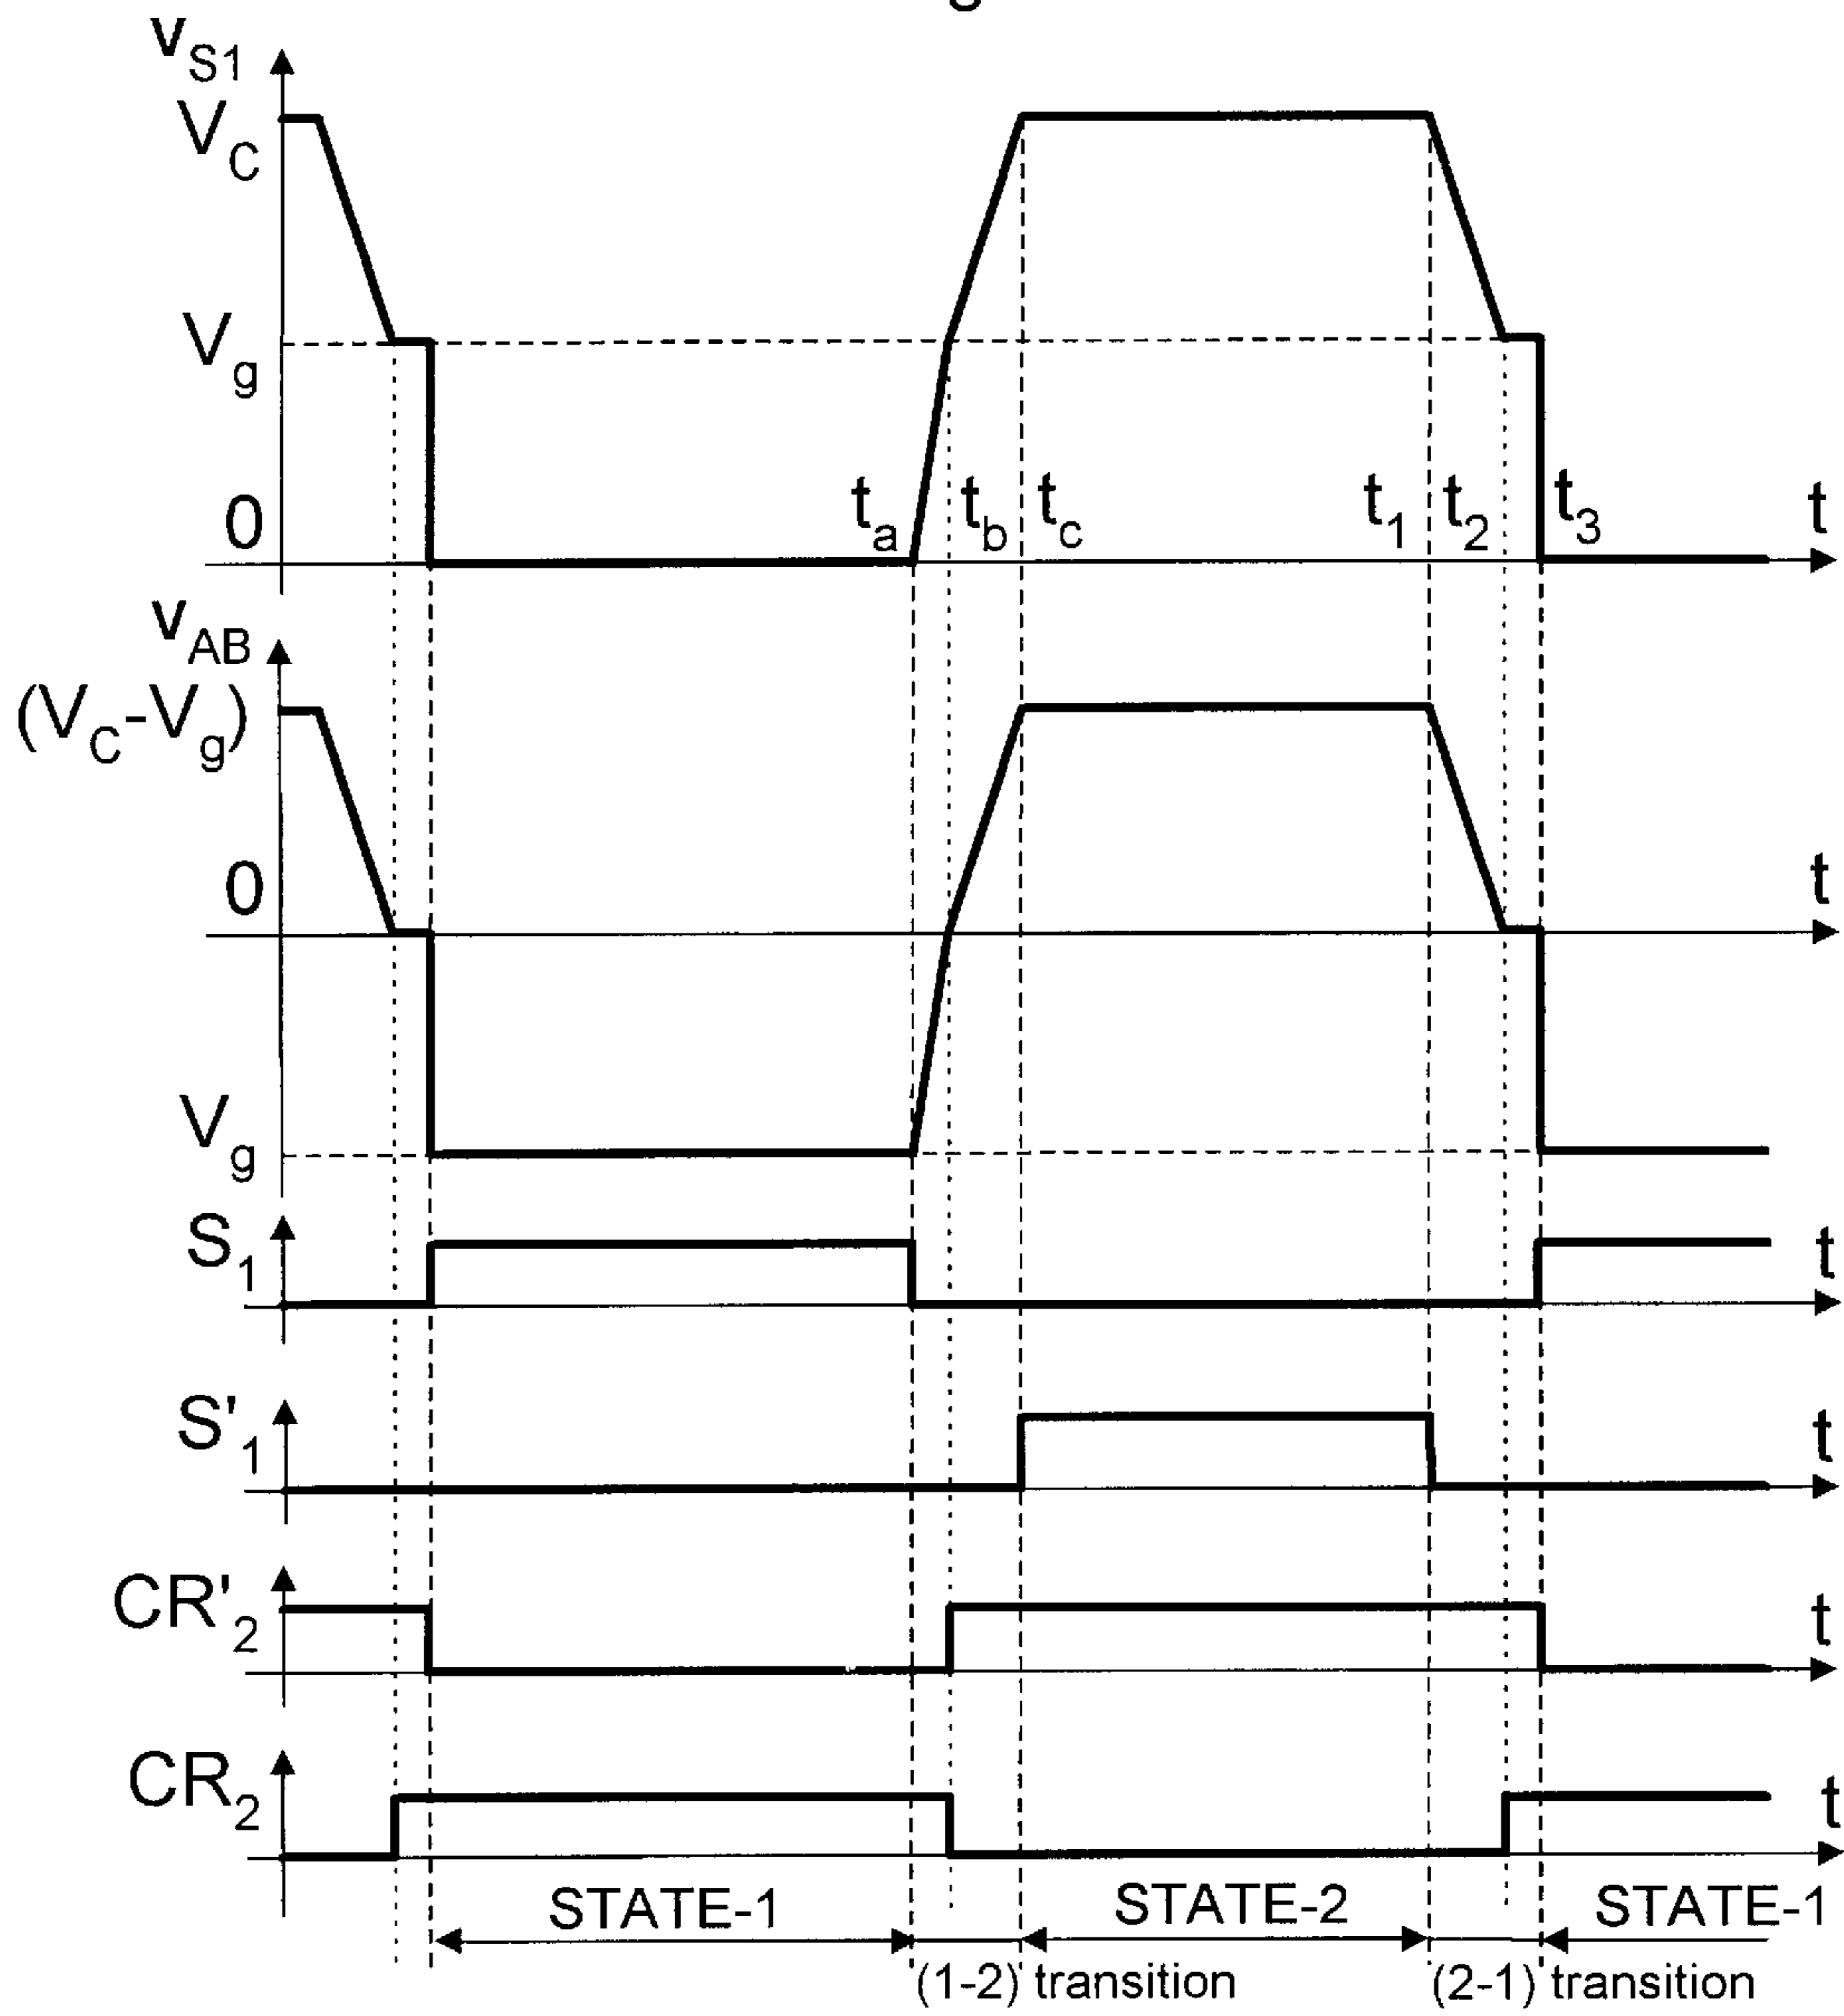 vS1
VC
Vg
0
ta tb tc t1 t2 t3 t
vAB
(VC-Vg)
0 t
Vg
S1 t
S'1 t
CR'2 t
CR2 t
STATE-1 STATE-2 STATE-1
(1-2) transition (2-1) transition